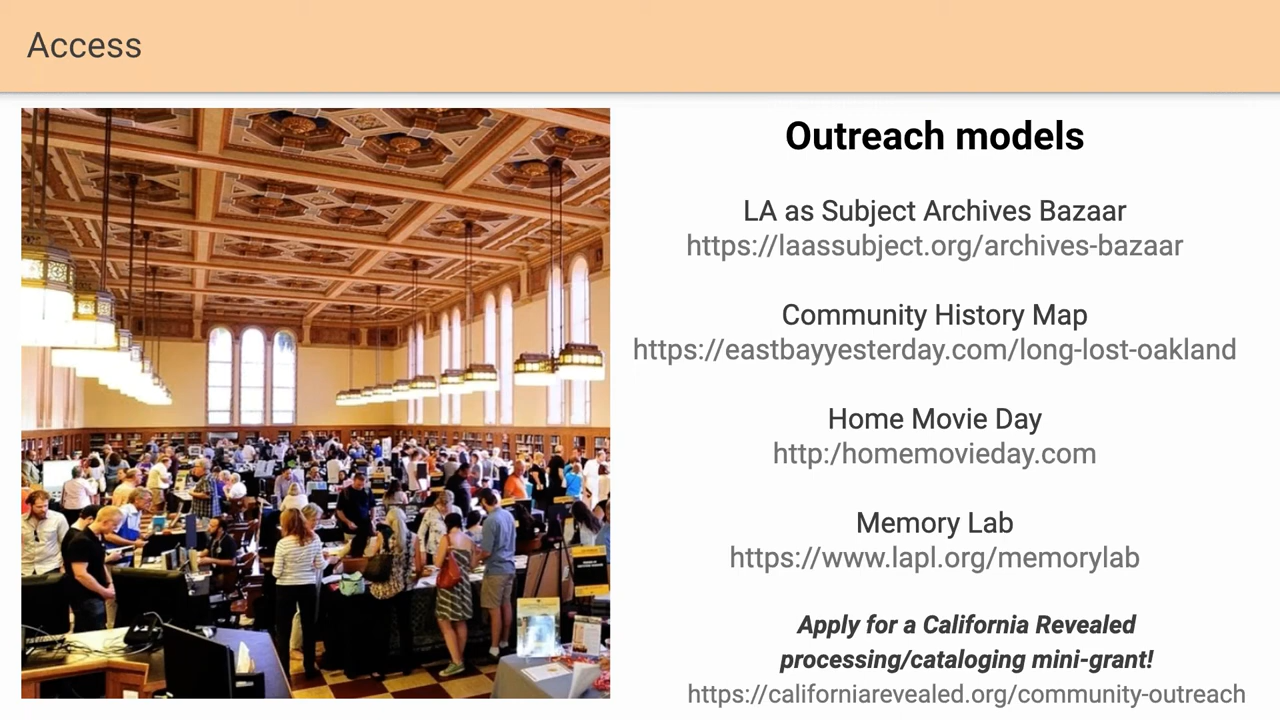 Access
Outreach models
LA as Subject Archives Bazaar
https://laassubject.org/archives-bazaar
Community History Map
https://eastbayyesterday.com/long-lost-oakland
Home Movie Day
http:/homemovieday.com
Memory Lab
https://www.lapl.org/memorylab
Apply for a California Revealed
processing/cataloging mini-grant!
https://californiarevealed.org/community-outreach